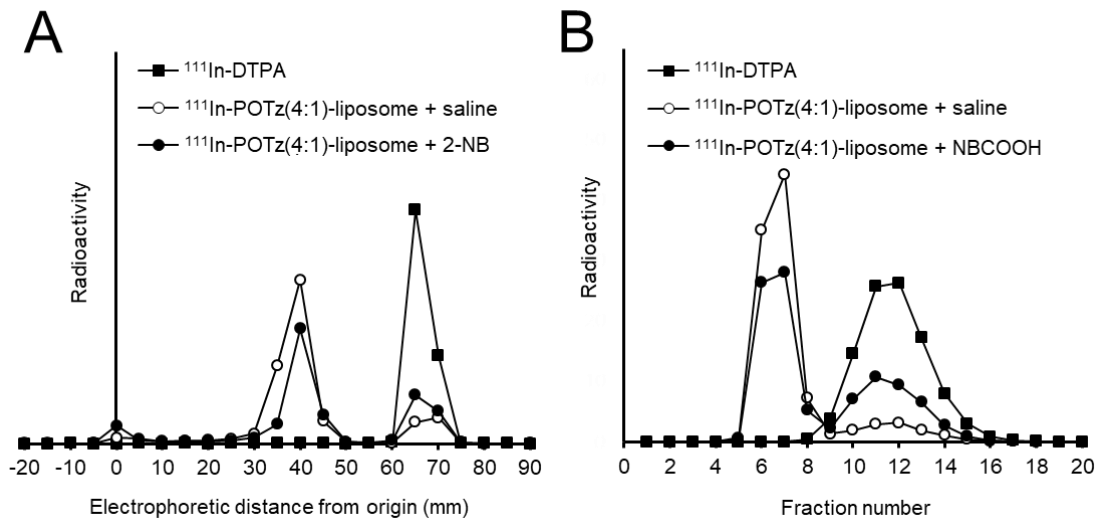 A
¹¹¹In-DTPA
¹¹¹In-POTz(4:1)-liposome + saline
¹¹¹In-POTz(4:1)-liposome + 2-NB
Radioactivity
-20 -10 0 10 20 30 40 50 60 70 80 90
Electrophoretic distance from origin (mm)
B
¹¹¹In-DTPA
¹¹¹In-POTz(4:1)-liposome + saline
¹¹¹In-POTz(4:1)-liposome + NBCOOH
Radioactivity
0 2 4 6 8 10 12 14 16 18 20
Fraction number